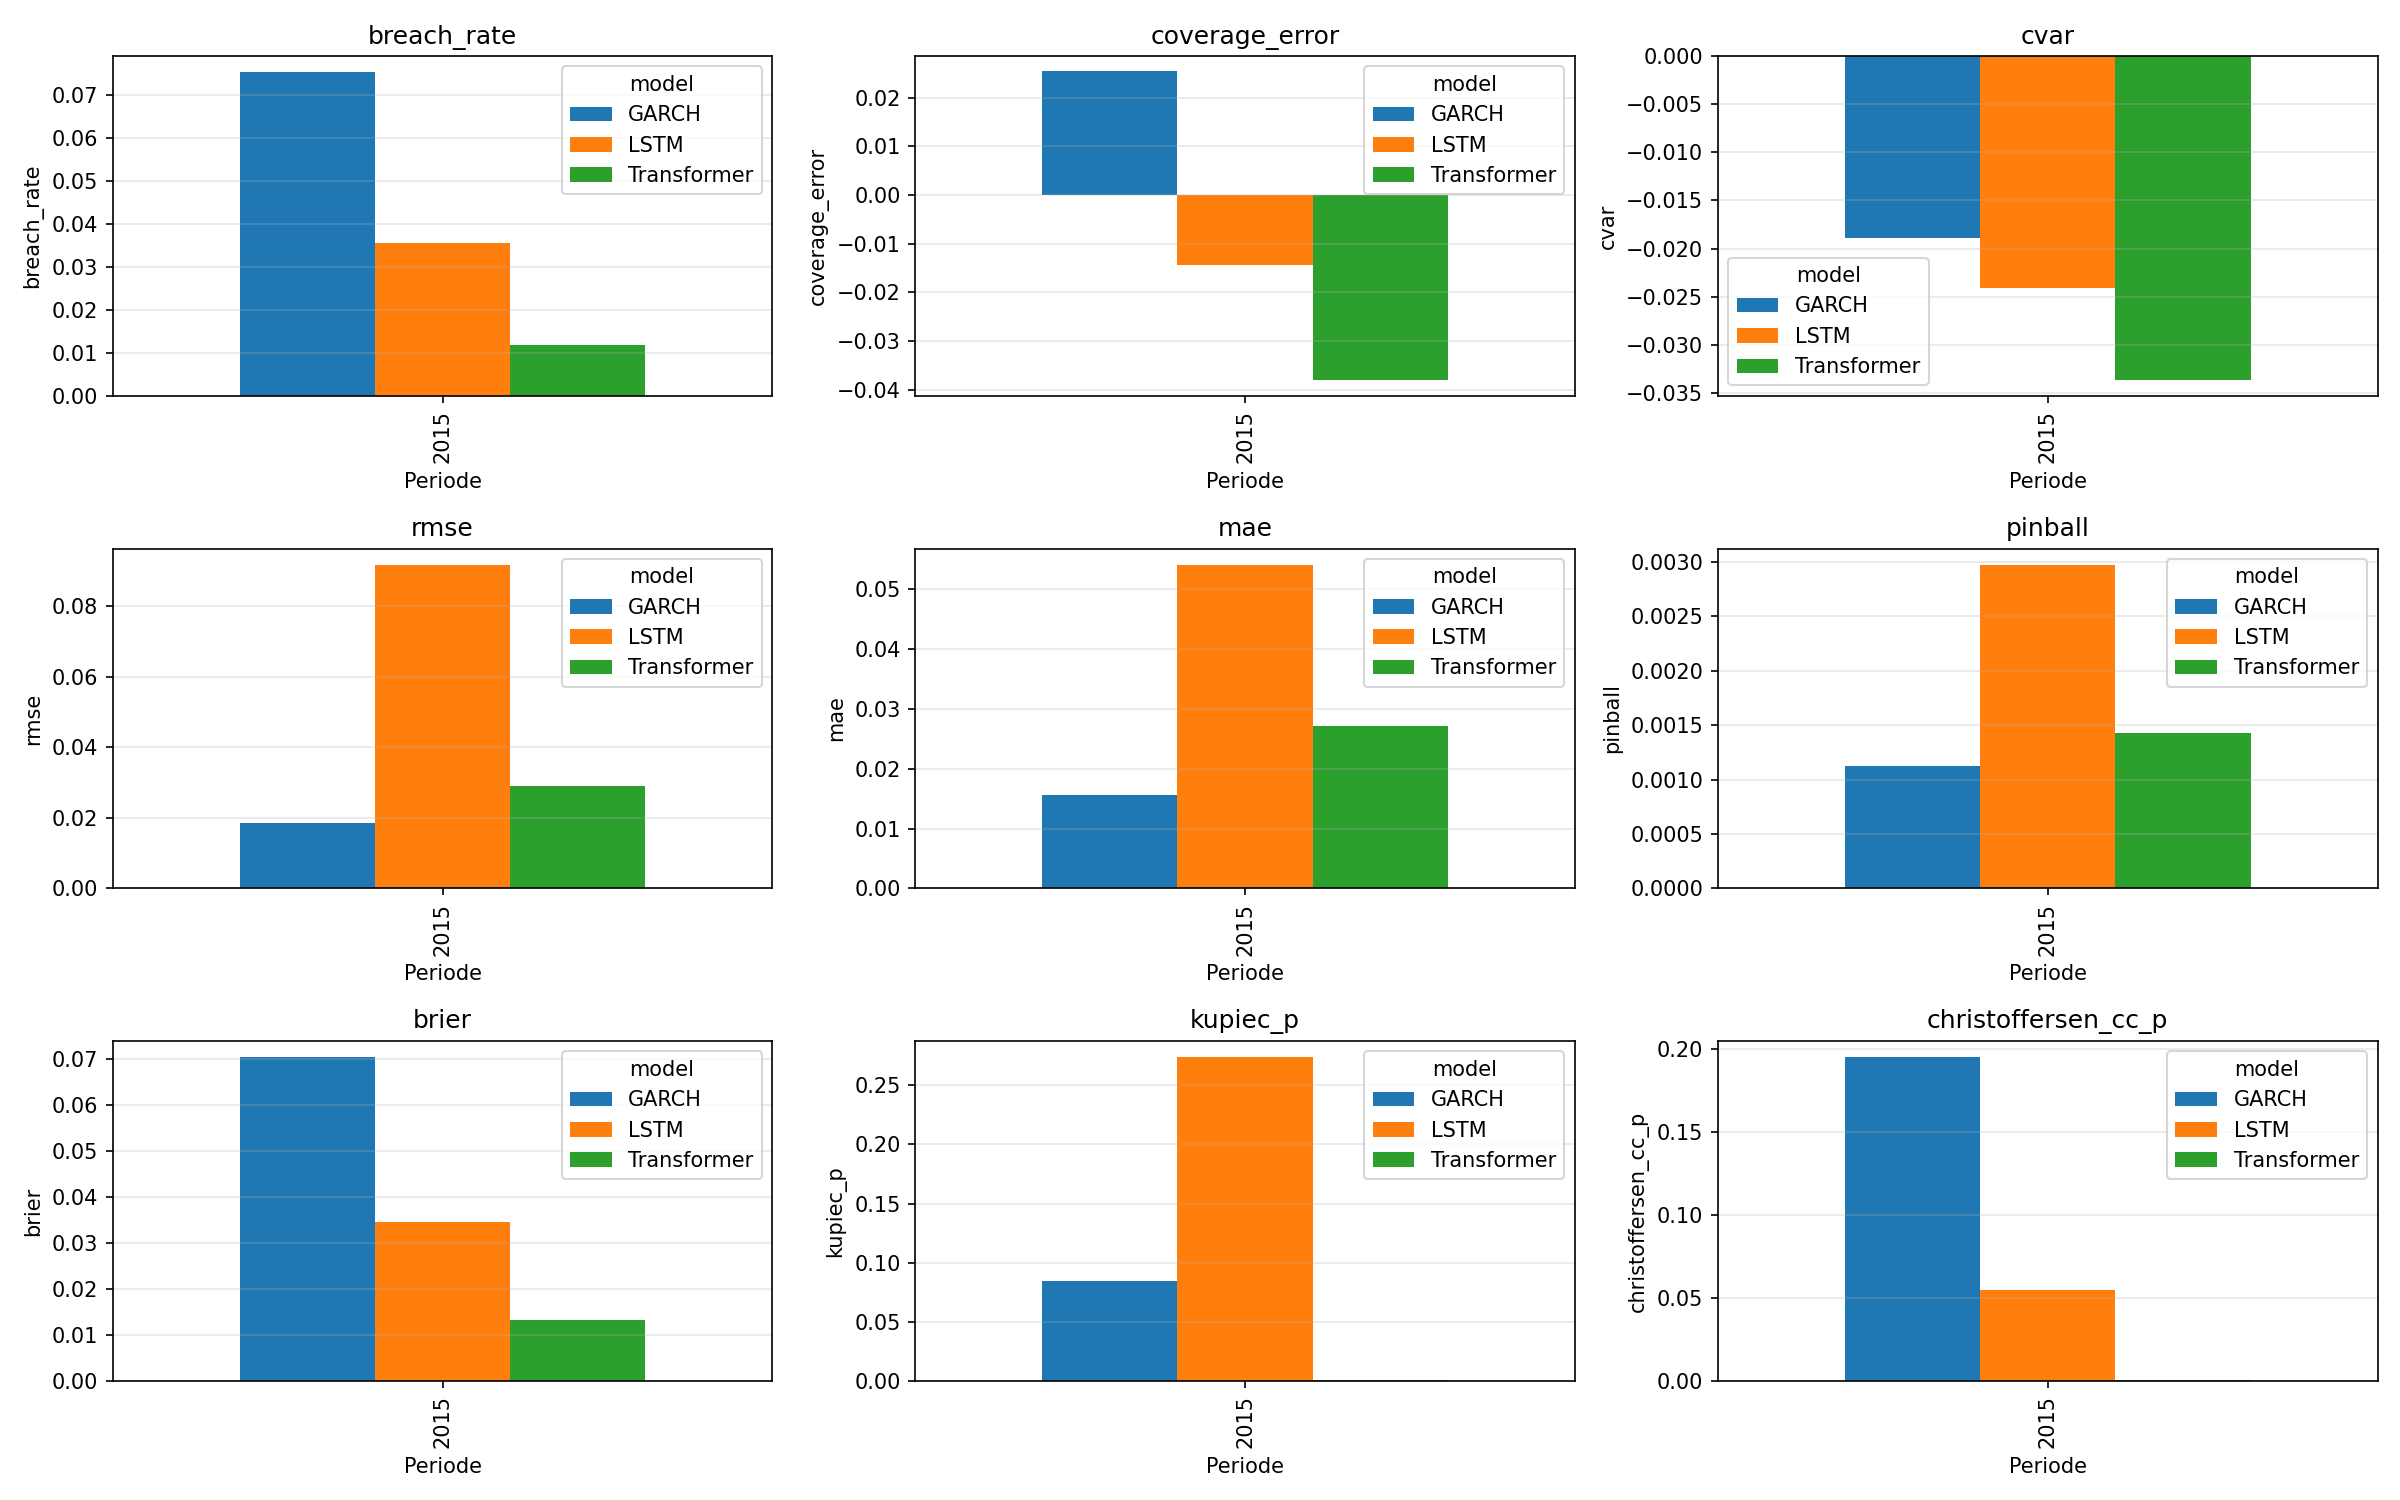 breach_rate
0.07
0.06
0.05
0.04
0.03
0.02
0.01
0.00
breach_rate
model
GARCH
LSTM
Transformer
2015
Periode
coverage_error
0.02
0.01
0.00
−0.01
−0.02
−0.03
−0.04
coverage_error
model
GARCH
LSTM
Transformer
2015
Periode
cvar
0.000
−0.005
−0.010
−0.015
−0.020
−0.025
−0.030
−0.035
cvar
model
GARCH
LSTM
Transformer
2015
Periode
rmse
0.08
0.06
0.04
0.02
0.00
rmse
model
GARCH
LSTM
Transformer
2015
Periode
mae
0.05
0.04
0.03
0.02
0.01
0.00
mae
model
GARCH
LSTM
Transformer
2015
Periode
pinball
0.0030
0.0025
0.0020
0.0015
0.0010
0.0005
0.0000
pinball
model
GARCH
LSTM
Transformer
2015
Periode
brier
0.07
0.06
0.05
0.04
0.03
0.02
0.01
0.00
brier
model
GARCH
LSTM
Transformer
2015
Periode
kupiec_p
0.25
0.20
0.15
0.10
0.05
0.00
kupiec_p
model
GARCH
LSTM
Transformer
2015
Periode
christoffersen_cc_p
0.20
0.15
0.10
0.05
0.00
christoffersen_cc_p
model
GARCH
LSTM
Transformer
2015
Periode